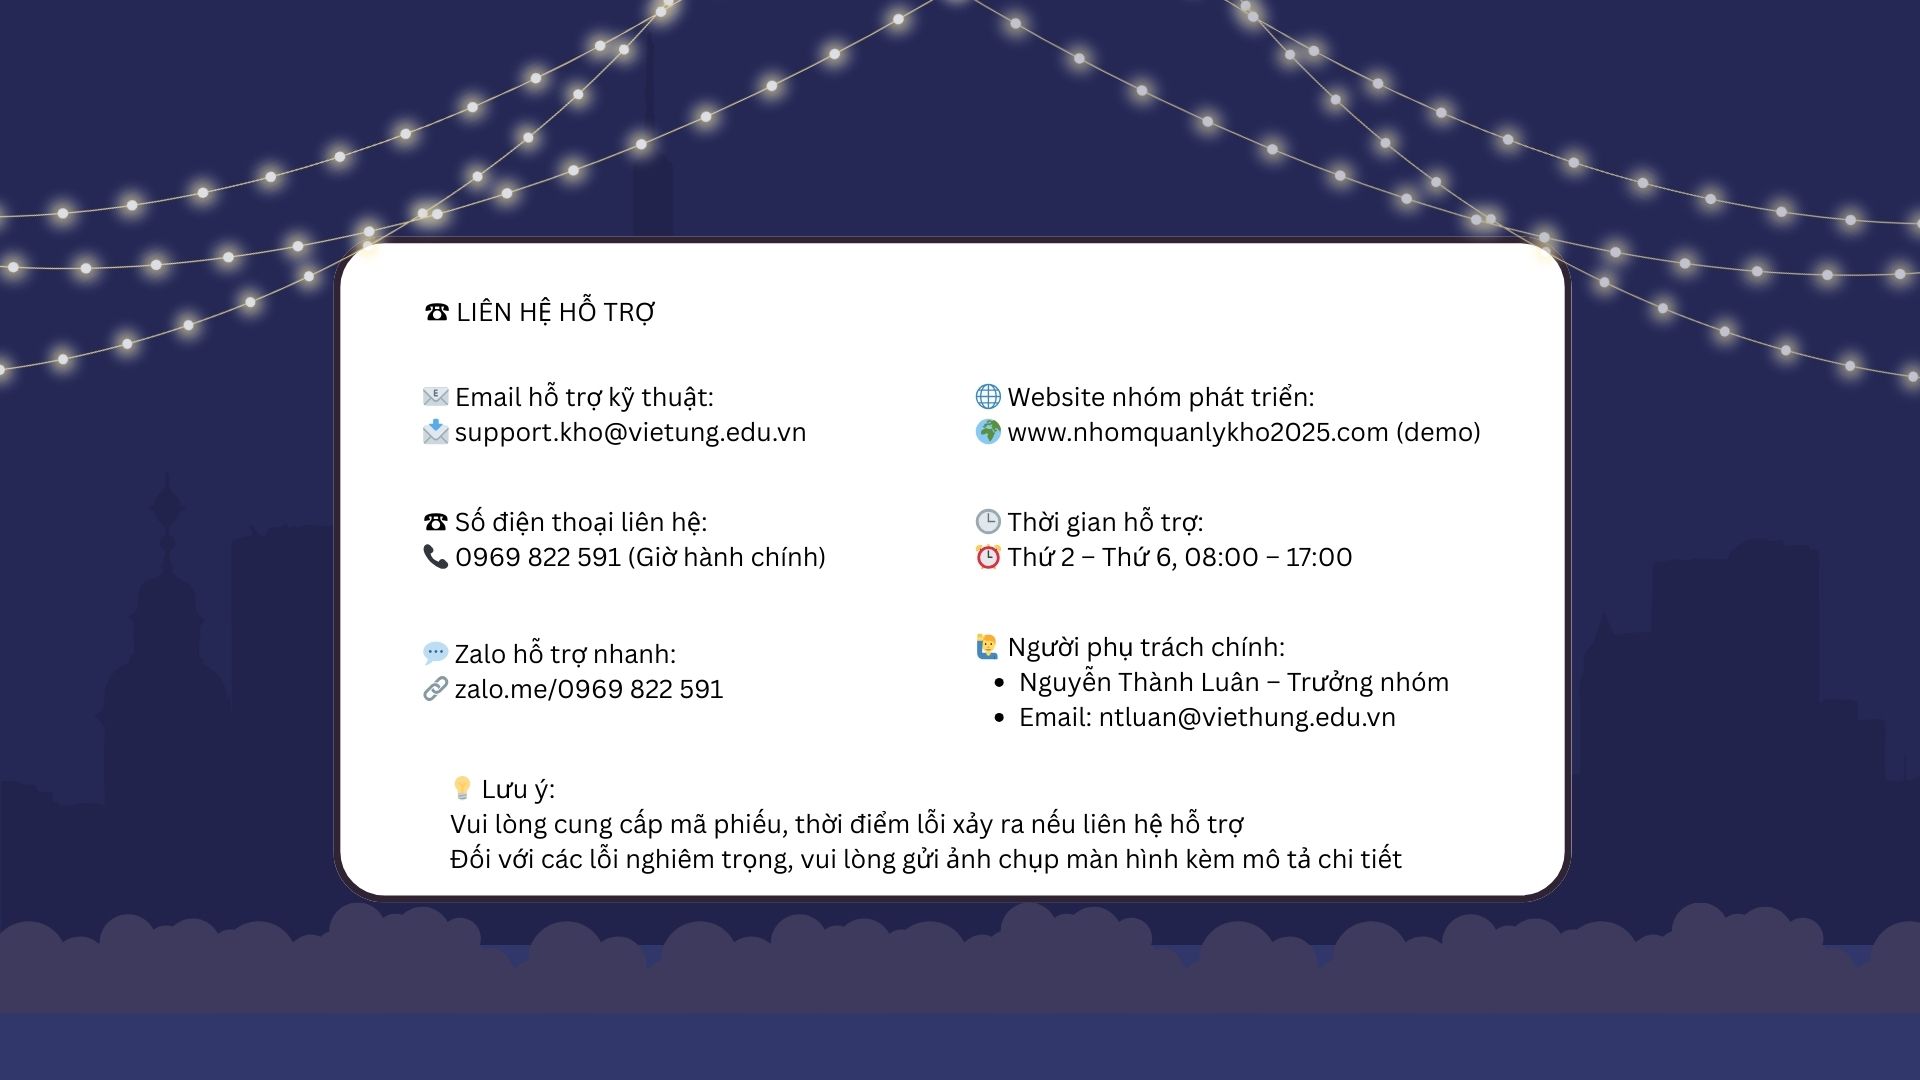 ☎ LIÊN HỆ HỖ TRỢ
📧 Email hỗ trợ kỹ thuật:
📩 support.kho@vietung.edu.vn
☎ Số điện thoại liên hệ:
📞 0969 822 591 (Giờ hành chính)
💬 Zalo hỗ trợ nhanh:
🔗 zalo.me/0969 822 591
🌐 Website nhóm phát triển:
🌍 www.nhomquanlykho2025.com (demo)
🕒 Thời gian hỗ trợ:
⏰ Thứ 2 – Thứ 6, 08:00 – 17:00
🙋‍♂️ Người phụ trách chính:
• Nguyễn Thành Luân – Trưởng nhóm
• Email: ntluan@viethung.edu.vn
💡 Lưu ý:
Vui lòng cung cấp mã phiếu, thời điểm lỗi xảy ra nếu liên hệ hỗ trợ
Đối với các lỗi nghiêm trọng, vui lòng gửi ảnh chụp màn hình kèm mô tả chi tiết